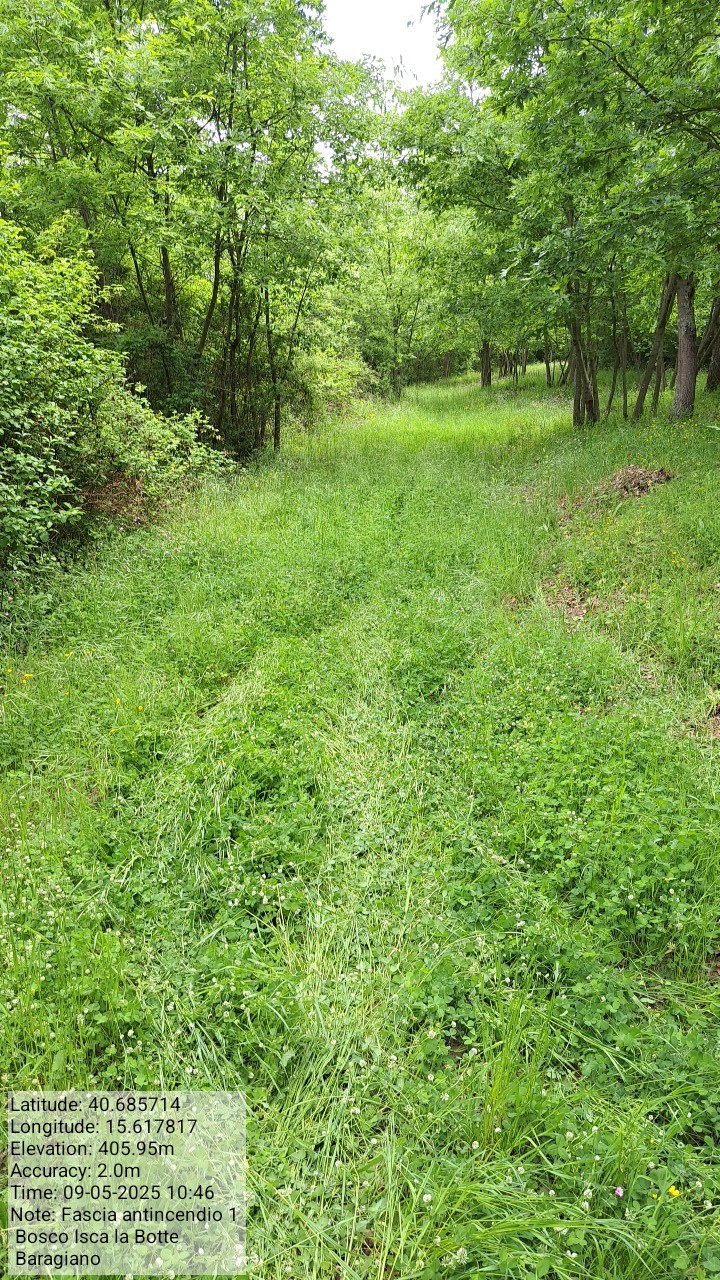 Latitude: 40.685714
Longitude: 15.617817
Elevation: 405.95m
Accuracy: 2.0m
Time: 09-05-2025 10:46
Note: Fascia antincendio 1
Bosco Isca la Botte
Baragiano